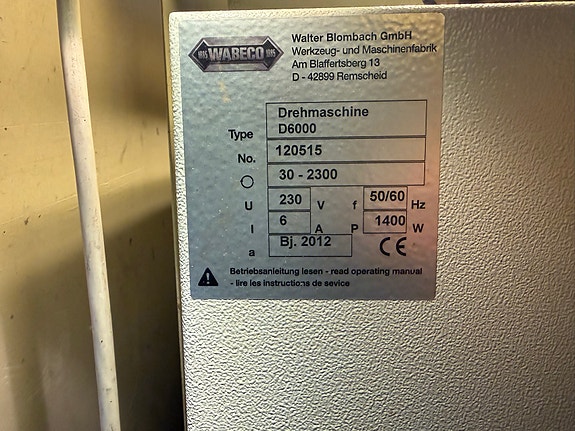 1885 WABECO 1885
Walter Blombach GmbH
Werkzeug- und Maschinenfabrik
Am Blaffertsberg 13
D - 42899 Remscheid
Type Drehmaschine
D6000
No. 120515
30 - 2300
U 230 V f 50/60 Hz
I 6 A P 1400 W
a Bj. 2012 CE
Betriebsanleitung lesen - read operating manual
- lire les instructions de sevice